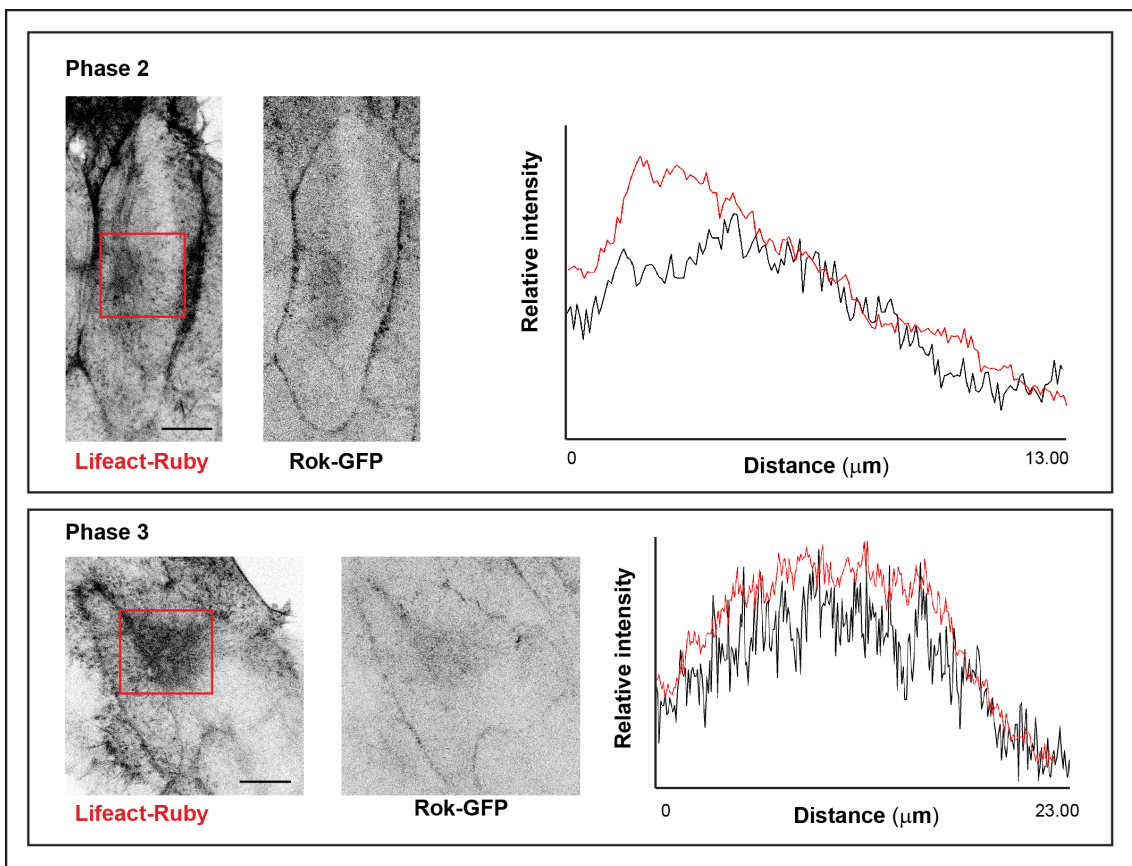 Phase 2
Lifeact-Ruby
Rok-GFP
Relative intensity
0
Distance (μm)
13.00
Phase 3
Lifeact-Ruby
Rok-GFP
Relative intensity
0
Distance (μm)
23.00